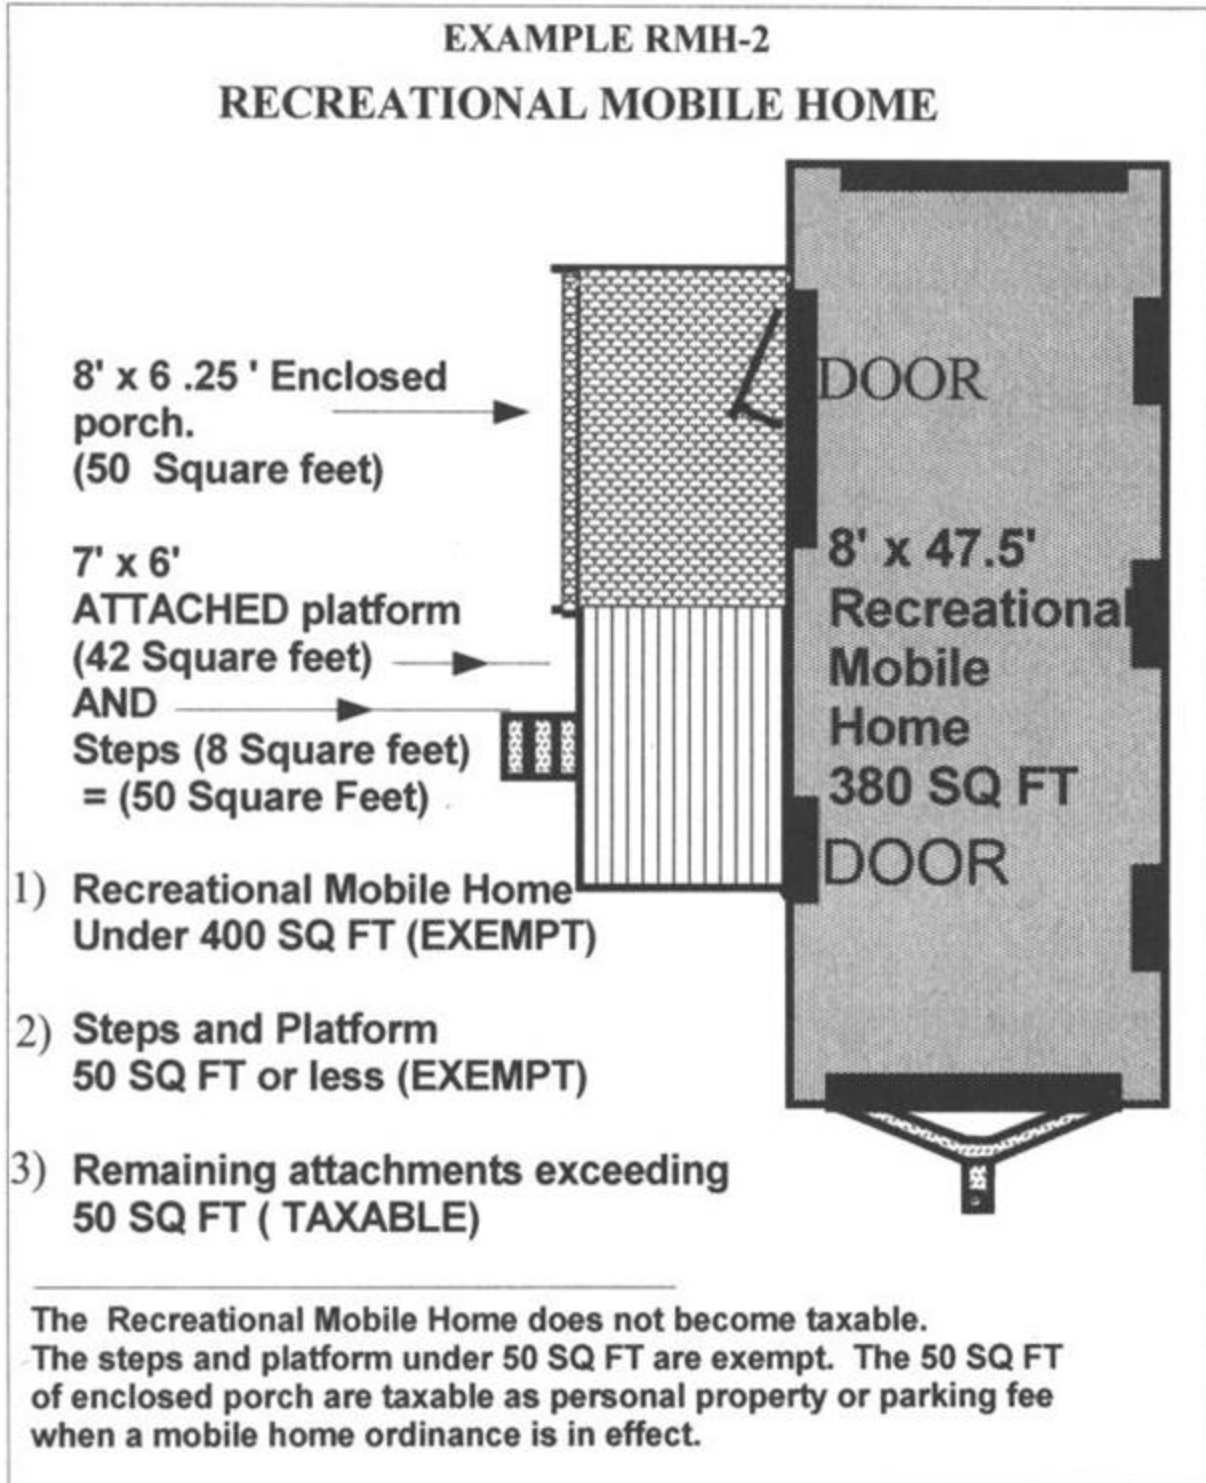 EXAMPLE RMH-2
RECREATIONAL MOBILE HOME
8' x 6 .25 ' Enclosed
porch.
(50 Square feet)
7' x 6'
ATTACHED platform
(42 Square feet)
AND
Steps (8 Square feet)
= (50 Square Feet)
DOOR
8' x 47.5'
Recreational
Mobile
Home
380 SQ FT
DOOR
1) Recreational Mobile Home
Under 400 SQ FT (EXEMPT)
2) Steps and Platform
50 SQ FT or less (EXEMPT)
3) Remaining attachments exceeding
50 SQ FT ( TAXABLE)
The Recreational Mobile Home does not become taxable.
The steps and platform under 50 SQ FT are exempt. The 50 SQ FT
of enclosed porch are taxable as personal property or parking fee
when a mobile home ordinance is in effect.